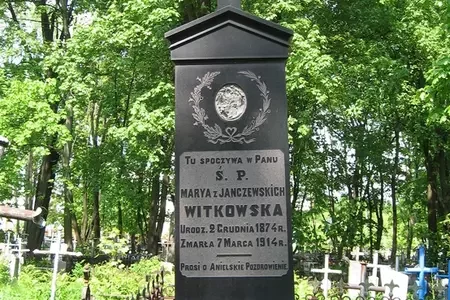 TU SPOCZYWA W PANU
Ś. P.
MARYA Z JANCZEWSKICH
WITKOWSKA
URODZ. 2 GRUDNIA 1874 R.
ZMARŁA 7 MARCA 1914 R.
PROSI O ANIELSKIE POZDROWIENIE